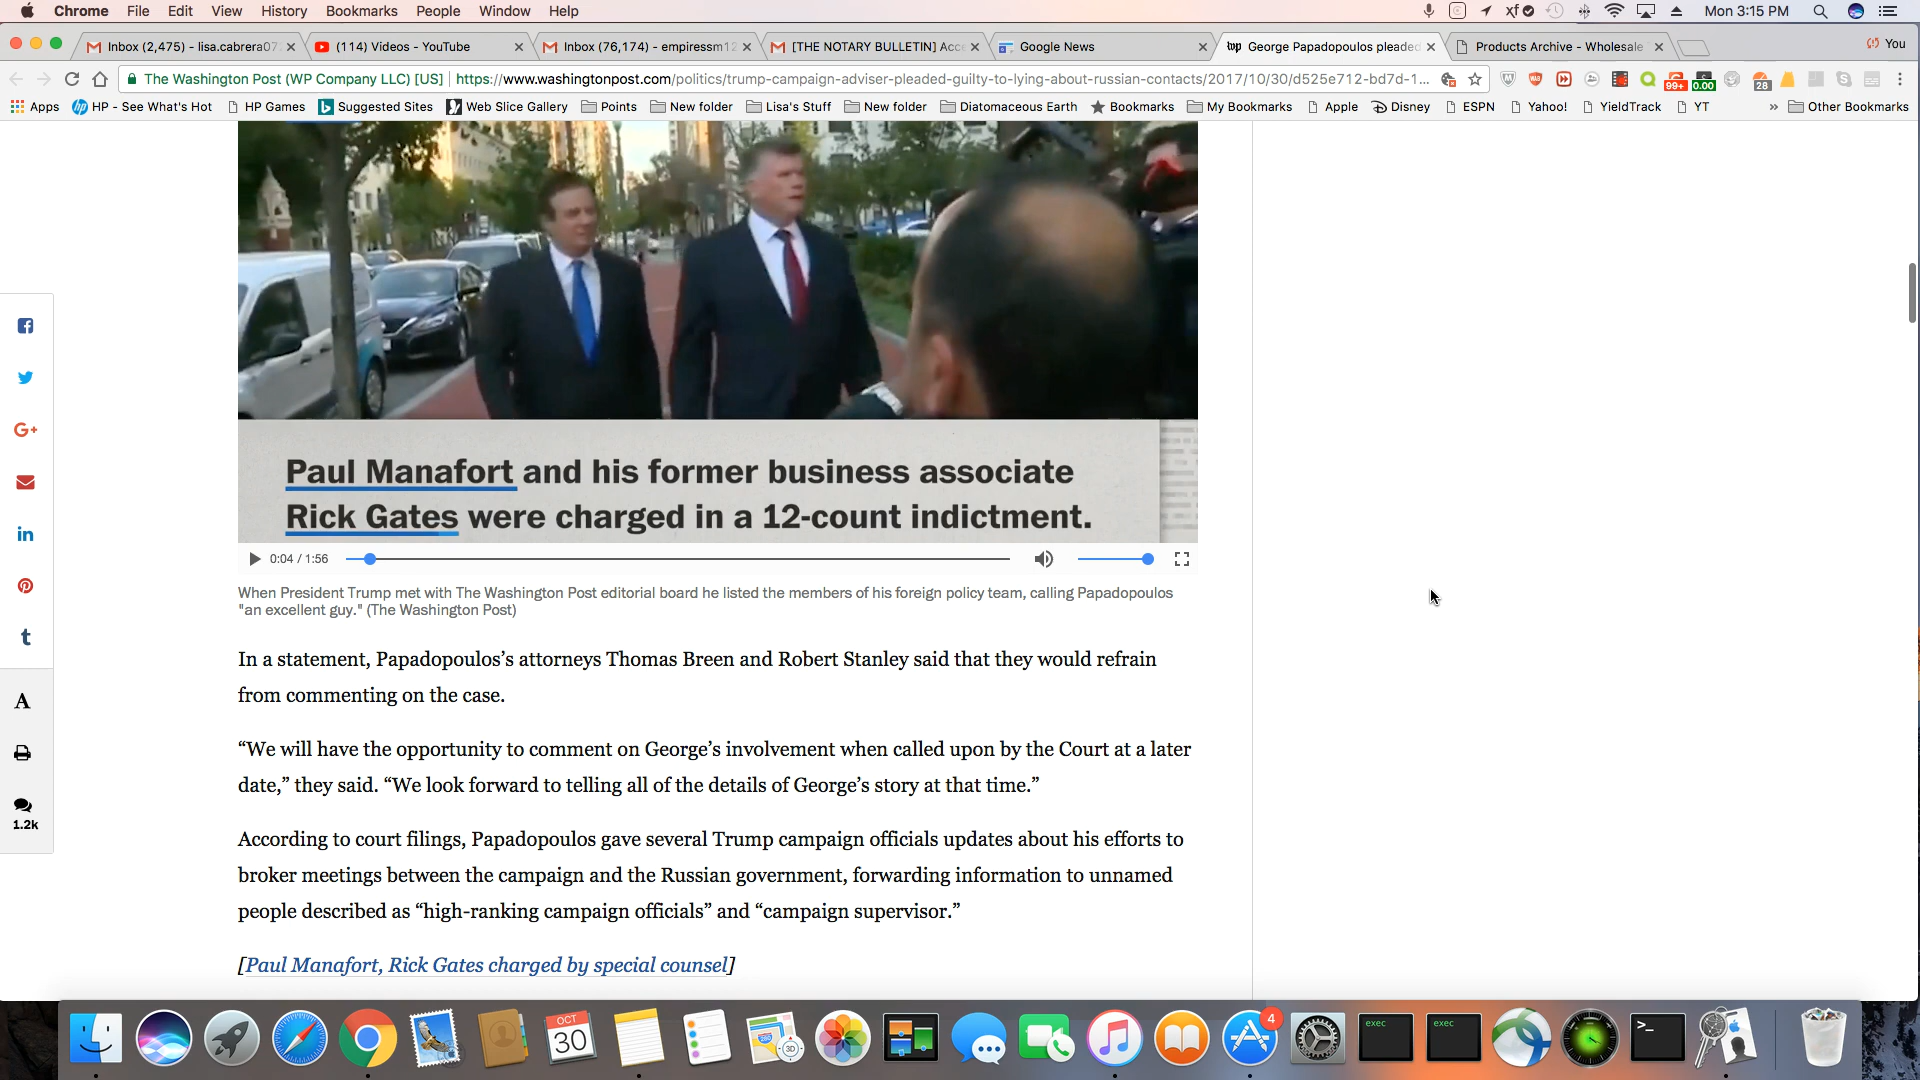 Chrome File Edit View History Bookmarks People Window Help
Mon 3:15 PM
Inbox (2,475) - lisa.cabrera07
(114) Videos - YouTube
Inbox (76,174) - empiressm12
[THE NOTARY BULLETIN] Acc
Google News
wp George Papadopoulos pleaded
Products Archive - Wholesale
You
The Washington Post (WP Company LLC) [US] https://www.washingtonpost.com/politics/trump-campaign-adviser-pleaded-guilty-to-lying-about-russian-contacts/2017/10/30/d525e712-bd7d-1...
99+ 0.00 28
Apps HP - See What's Hot HP Games Suggested Sites Web Slice Gallery Points New folder Lisa's Stuff New folder Diatomaceous Earth Bookmarks My Bookmarks Apple Disney ESPN Yahoo! YieldTrack YT » Other Bookmarks
Paul Manafort and his former business associate
Rick Gates were charged in a 12-count indictment.
0:04 / 1:56
When President Trump met with The Washington Post editorial board he listed the members of his foreign policy team, calling Papadopoulos
"an excellent guy." (The Washington Post)
In a statement, Papadopoulos’s attorneys Thomas Breen and Robert Stanley said that they would refrain
from commenting on the case.
“We will have the opportunity to comment on George’s involvement when called upon by the Court at a later
date,” they said. “We look forward to telling all of the details of George’s story at that time.”
According to court filings, Papadopoulos gave several Trump campaign officials updates about his efforts to
broker meetings between the campaign and the Russian government, forwarding information to unnamed
people described as “high-ranking campaign officials” and “campaign supervisor.”
[Paul Manafort, Rick Gates charged by special counsel]
G+
in
t
A
1.2k
OCT
30
3D
4
exec
exec
>_